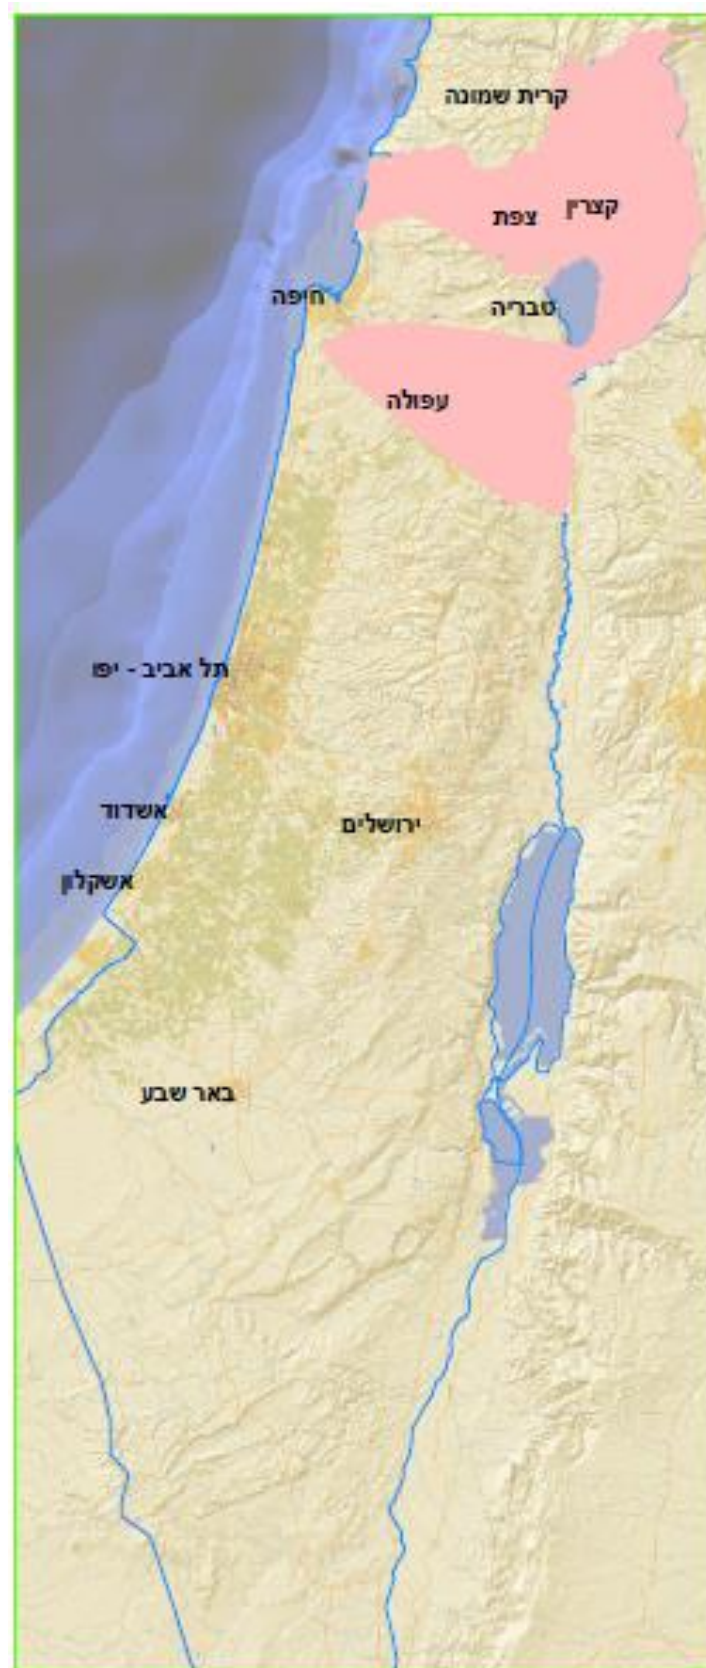 קרית שמונה
קצרין
צפת
חיפה
טבריה
עפולה
תל אביב - יפו
אשדוד
ירושלים
אשקלון
באר שבע